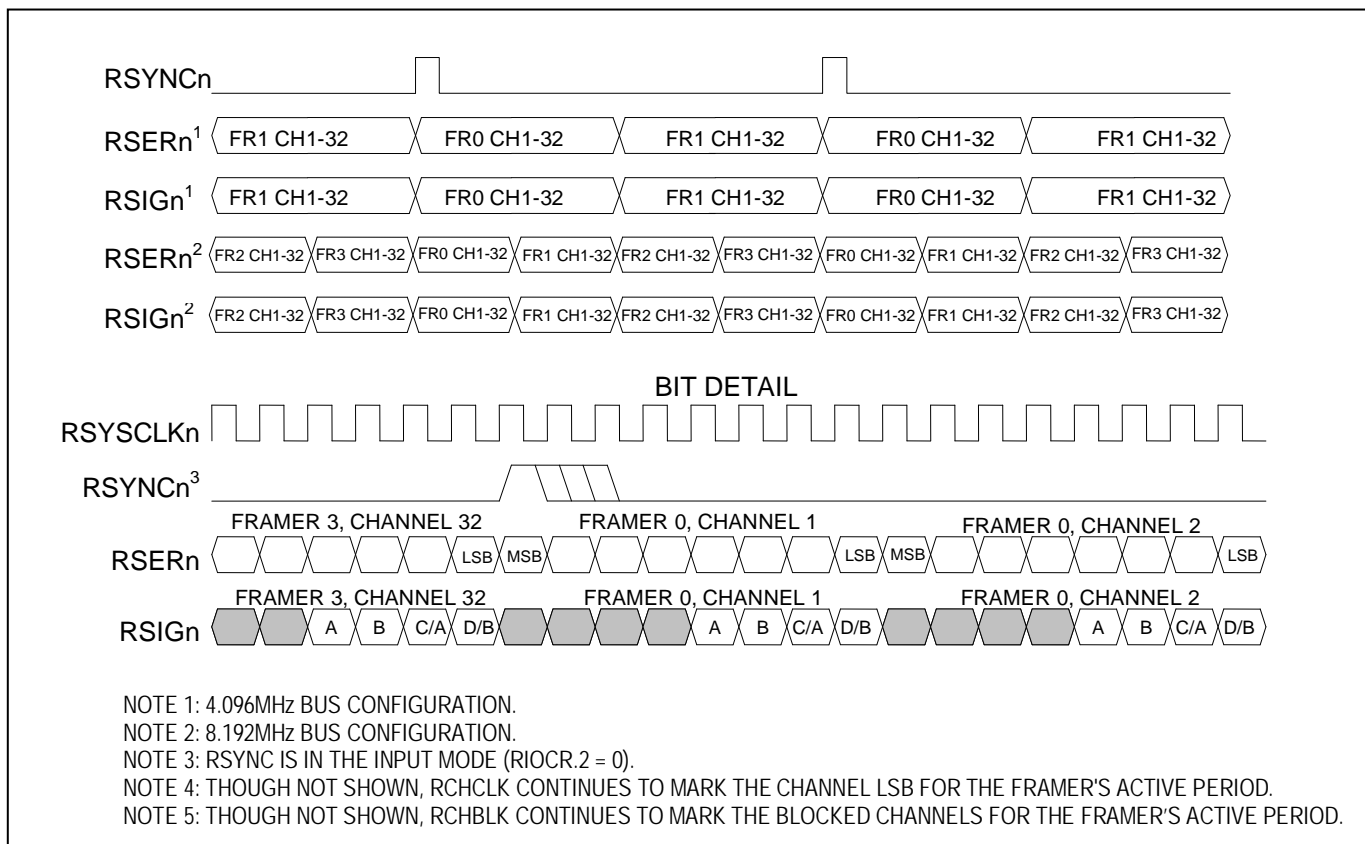 RSYNCn
RSERn1 FR1 CH1-32 FR0 CH1-32 FR1 CH1-32 FR0 CH1-32 FR1 CH1-32
RSIGn1 FR1 CH1-32 FR0 CH1-32 FR1 CH1-32 FR0 CH1-32 FR1 CH1-32
RSERn2 FR2 CH1-32 FR3 CH1-32 FR0 CH1-32 FR1 CH1-32 FR2 CH1-32 FR3 CH1-32 FR0 CH1-32 FR1 CH1-32 FR2 CH1-32 FR3 CH1-32
RSIGn2 FR2 CH1-32 FR3 CH1-32 FR0 CH1-32 FR1 CH1-32 FR2 CH1-32 FR3 CH1-32 FR0 CH1-32 FR1 CH1-32 FR2 CH1-32 FR3 CH1-32
BIT DETAIL
RSYSCLKn
RSYNCn3
FRAMER 3, CHANNEL 32 FRAMER 0, CHANNEL 1 FRAMER 0, CHANNEL 2
RSERn LSB MSB LSB MSB LSB
FRAMER 3, CHANNEL 32 FRAMER 0, CHANNEL 1 FRAMER 0, CHANNEL 2
RSIGn A B C/A D/B A B C/A D/B A B C/A D/B
NOTE 1: 4.096MHz BUS CONFIGURATION.
NOTE 2: 8.192MHz BUS CONFIGURATION.
NOTE 3: RSYNC IS IN THE INPUT MODE (RIOCR.2 = 0).
NOTE 4: THOUGH NOT SHOWN, RCHCLK CONTINUES TO MARK THE CHANNEL LSB FOR THE FRAMER'S ACTIVE PERIOD.
NOTE 5: THOUGH NOT SHOWN, RCHBLK CONTINUES TO MARK THE BLOCKED CHANNELS FOR THE FRAMER'S ACTIVE PERIOD.